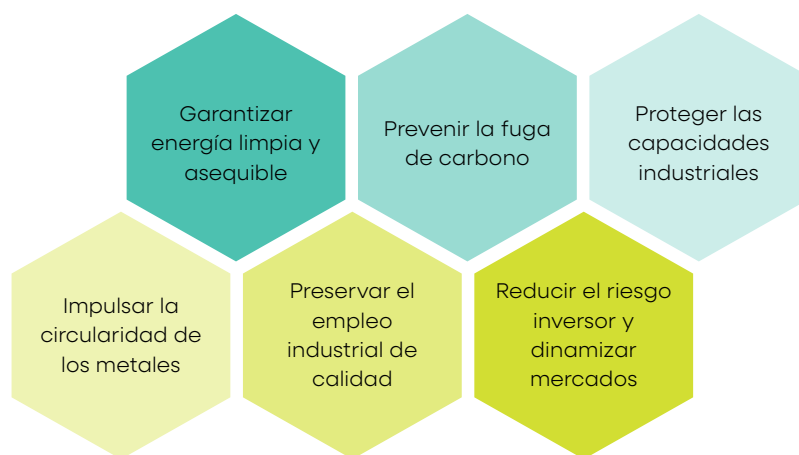 Garantizar
energía limpia y
asequible
Prevenir la fuga
de carbono
Proteger las
capacidades
industriales
Impulsar la
circularidad de
los metales
Preservar el
empleo
industrial de
calidad
Reducir el riesgo
inversor y
dinamizar
mercados